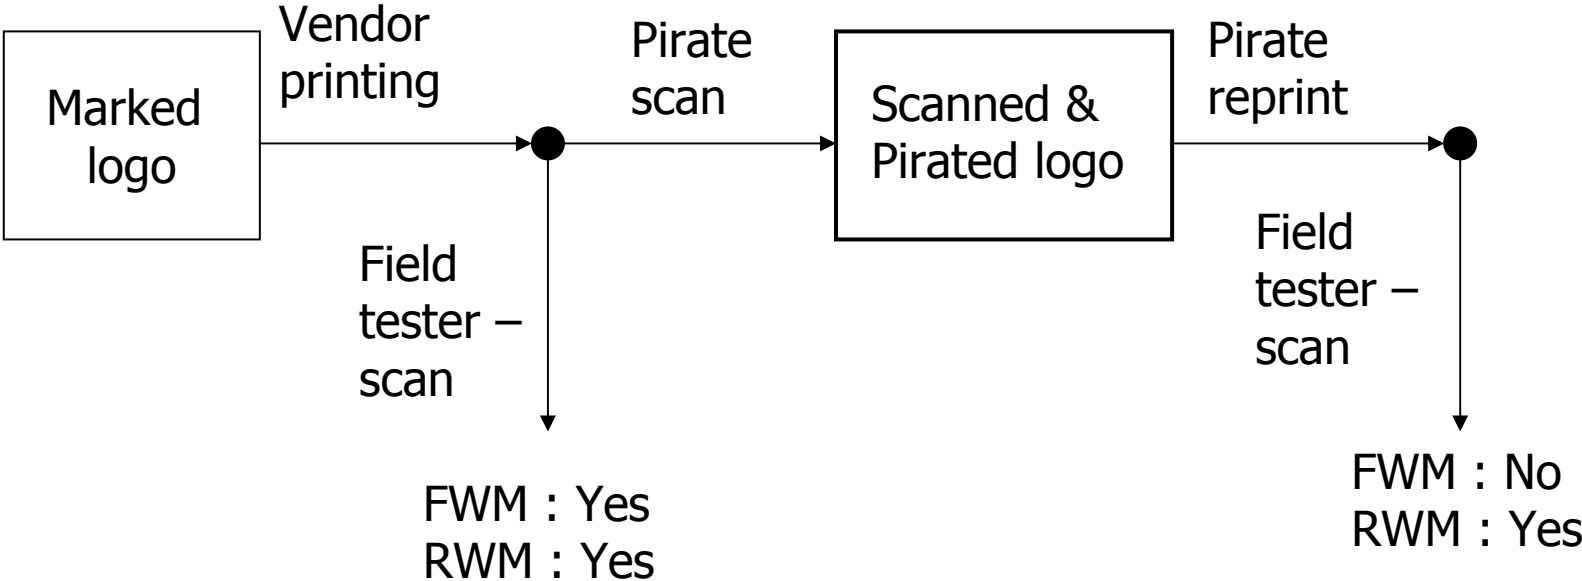 Marked
logo
Vendor
printing
Pirate
scan
Scanned &
Pirated logo
Pirate
reprint
Field
tester –
scan
Field
tester –
scan
FWM : Yes
RWM : Yes
FWM : No
RWM : Yes